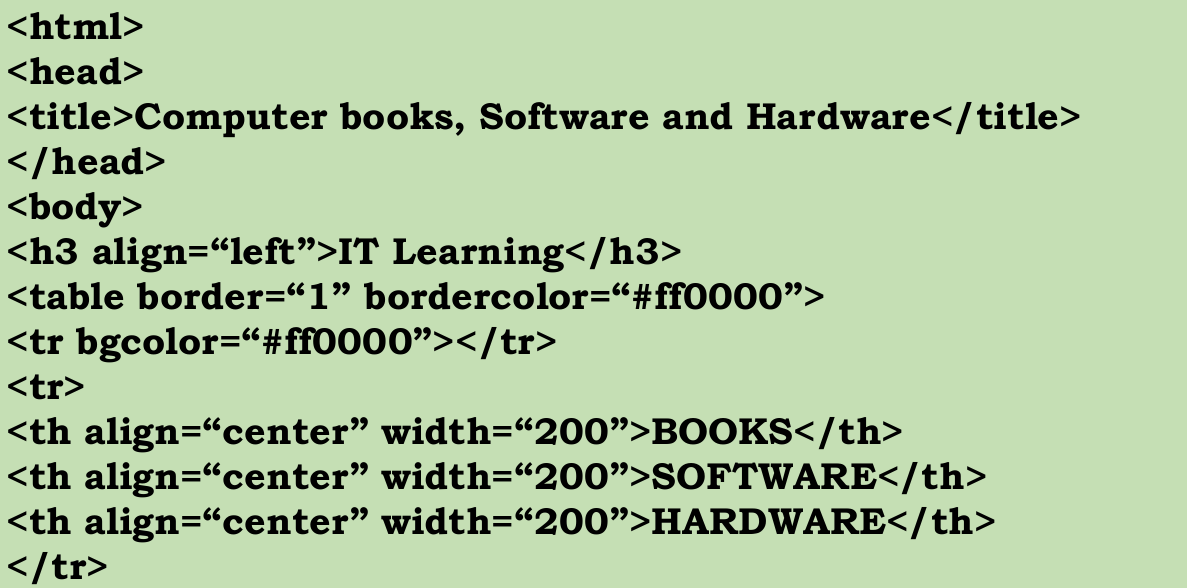 <html>
<head>
<title>Computer books, Software and Hardware</title>
</head>
<body>
<h3 align=“left”>IT Learning</h3>
<table border=“1” bordercolor=“#ff0000”>
<tr bgcolor=“#ff0000”></tr>
<tr>
<th align=“center” width=“200”>BOOKS</th>
<th align=“center” width=“200”>SOFTWARE</th>
<th align=“center” width=“200”>HARDWARE</th>
</tr>